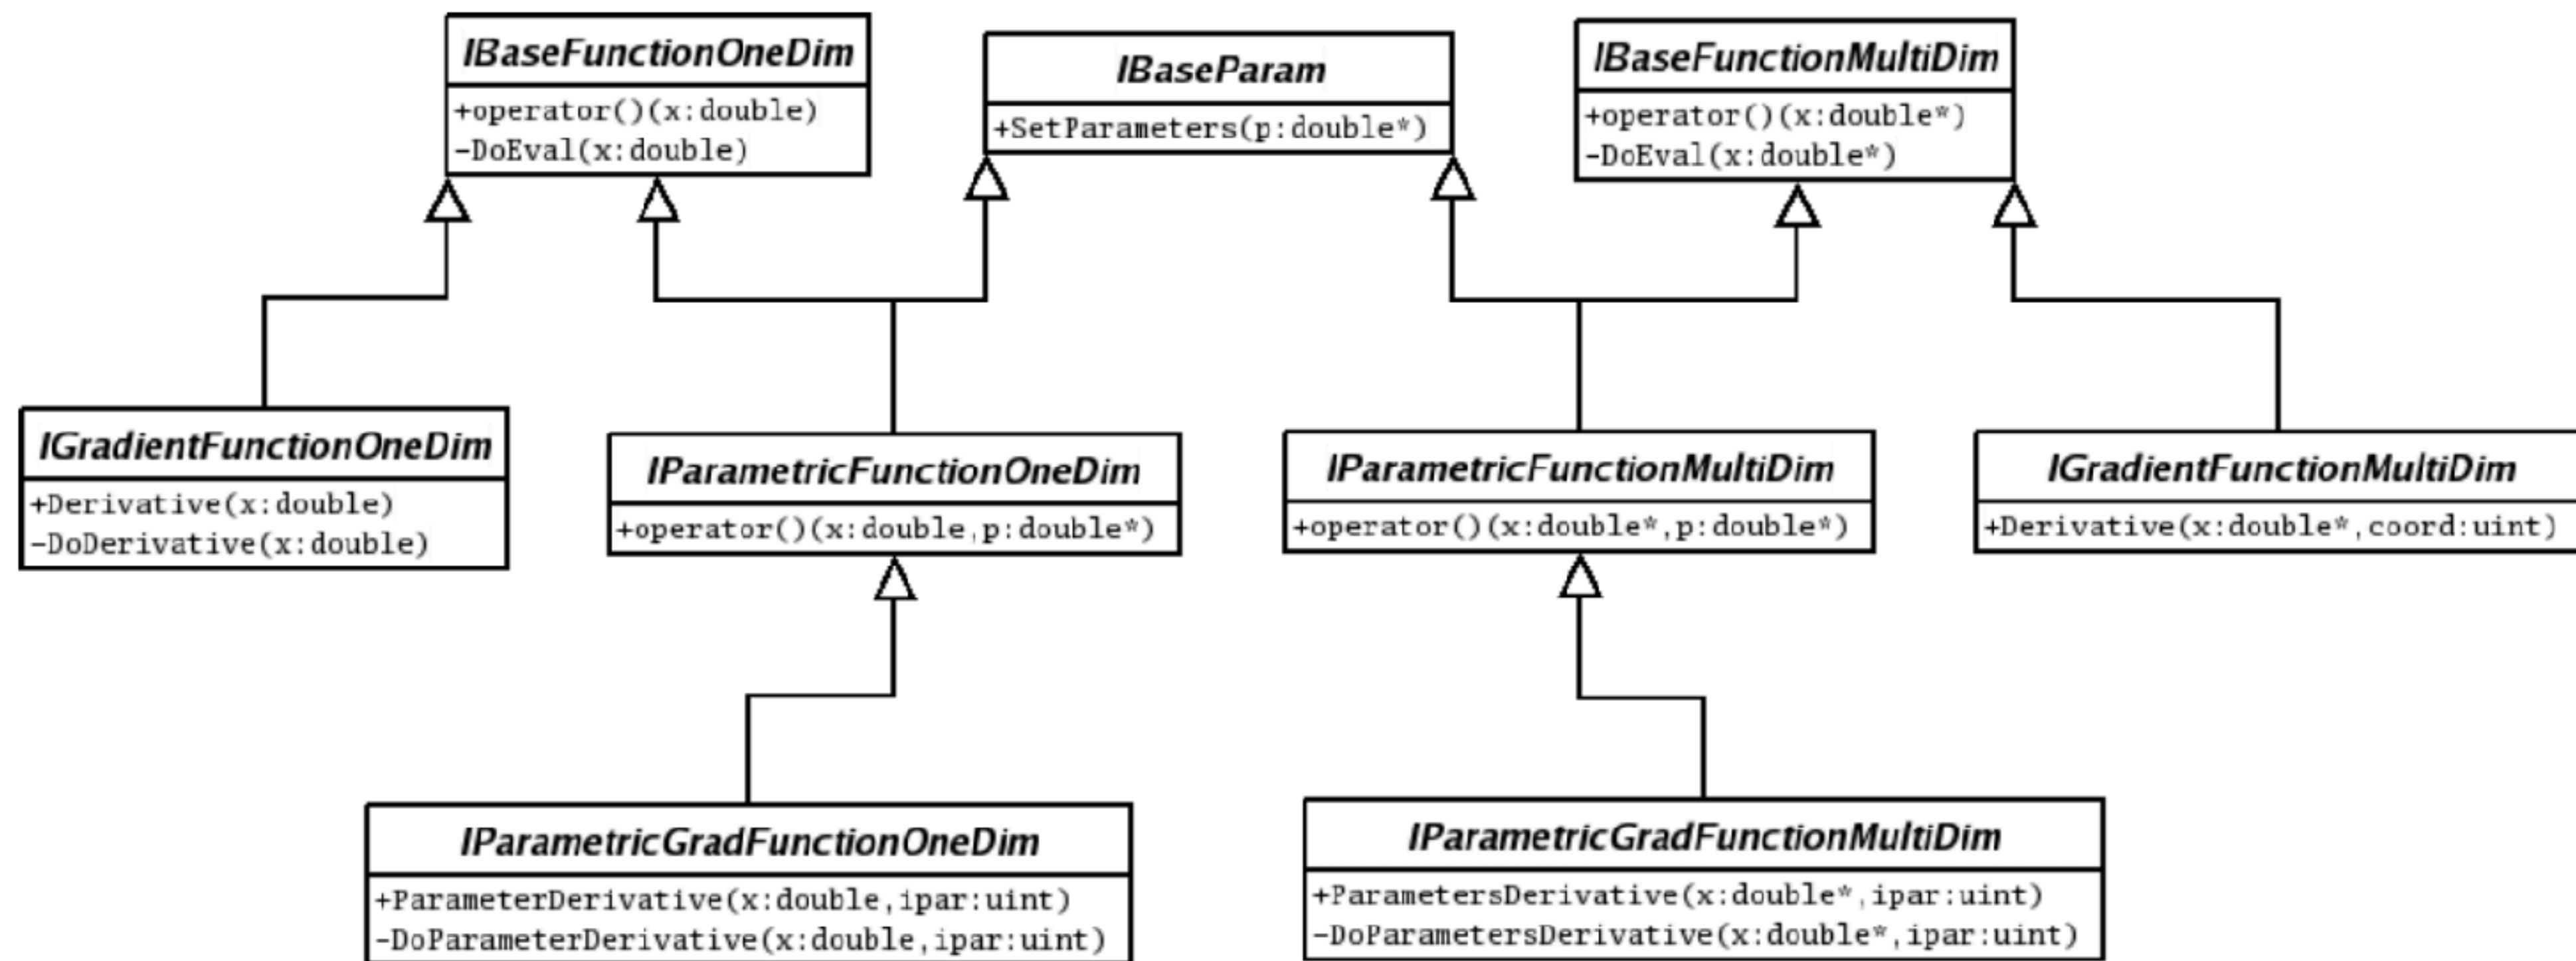 IBaseFunctionOneDim
+operator()(x:double)
-DoEval(x:double)
IBaseParam
+SetParameters(p:double*)
IBaseFunctionMultiDim
+operator()(x:double*)
-DoEval(x:double*)
IGradientFunctionOneDim
+Derivative(x:double)
-DoDerivative(x:double)
IParametricFunctionOneDim
+operator()(x:double,p:double*)
IParametricFunctionMultiDim
+operator()(x:double*,p:double*)
IGradientFunctionMultiDim
+Derivative(x:double*,coord:uint)
IParametricGradFunctionOneDim
+ParameterDerivative(x:double,ipar:uint)
-DoParameterDerivative(x:double,ipar:uint)
IParametricGradFunctionMultiDim
+ParametersDerivative(x:double*,ipar:uint)
-DoParametersDerivative(x:double*,ipar:uint)